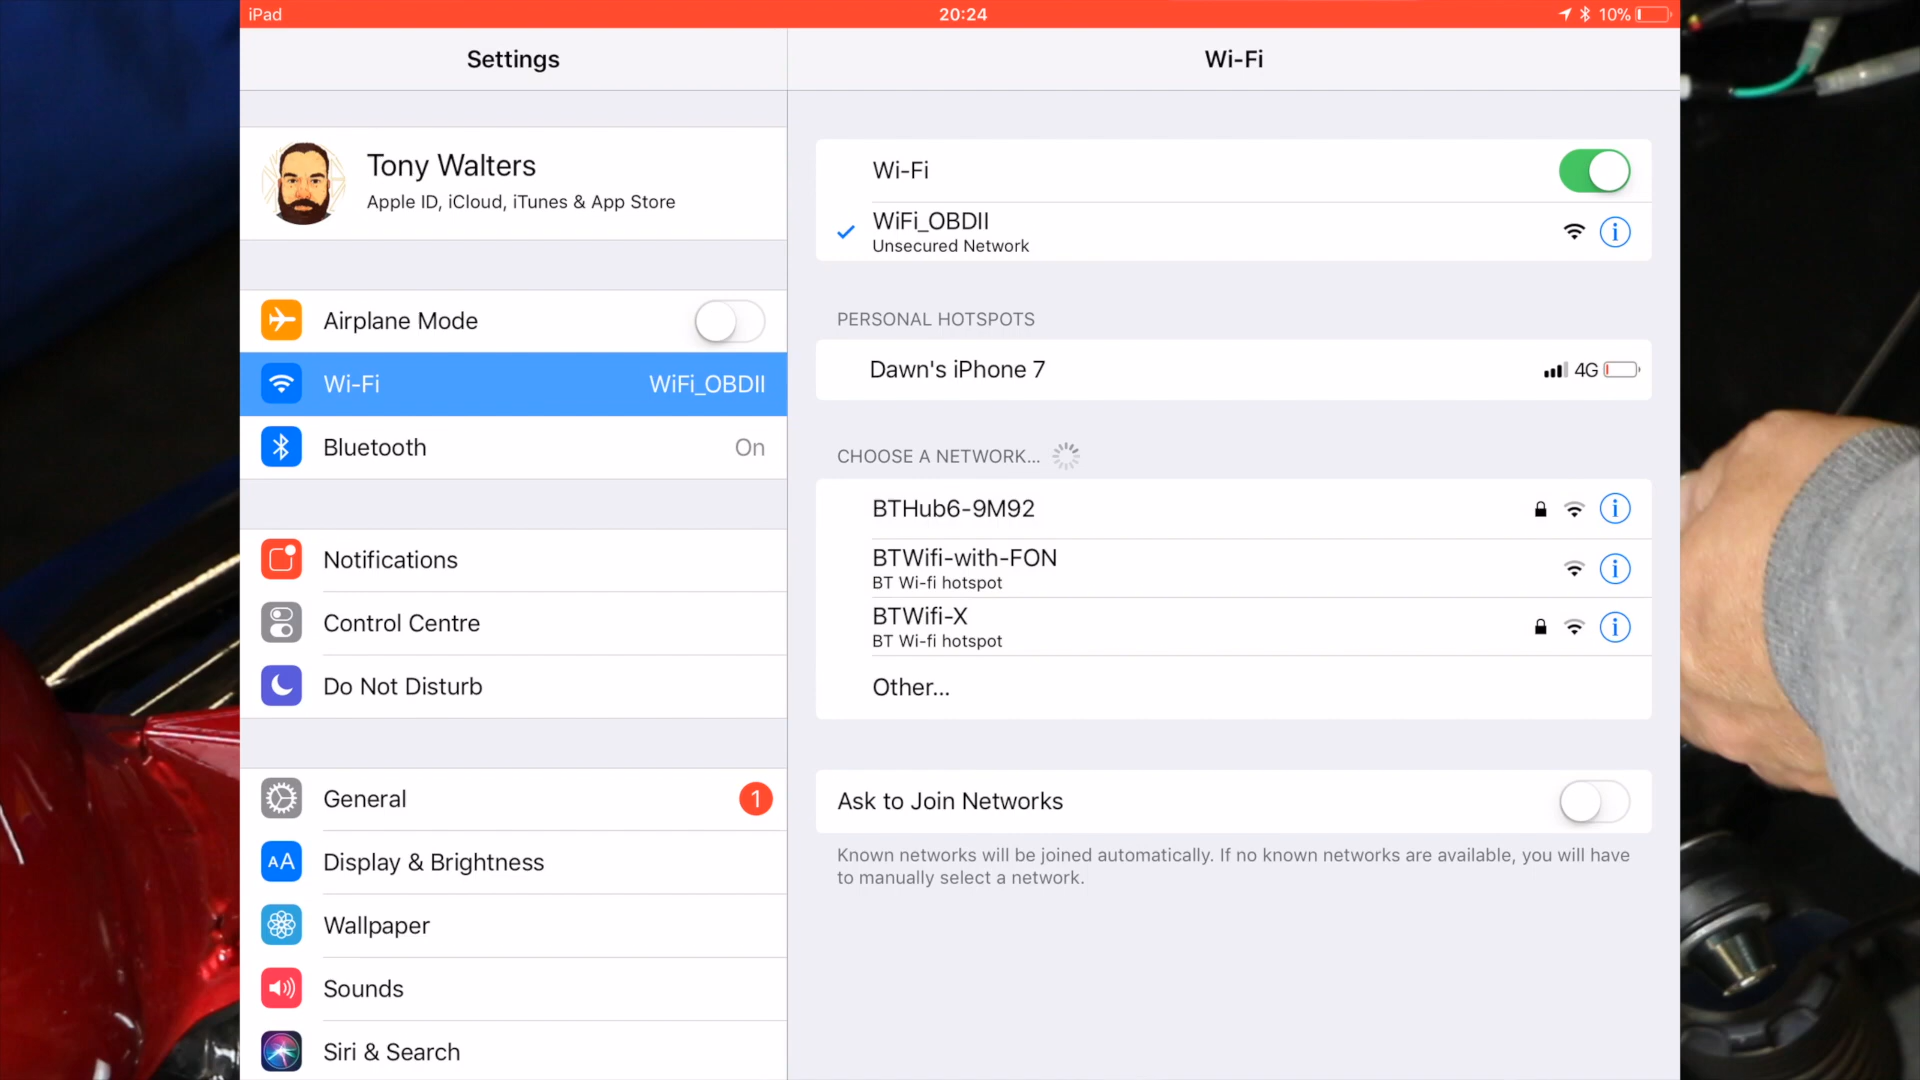 iPad
20:24
10%
Settings
Wi-Fi
Tony Walters
Apple ID, iCloud, iTunes & App Store
Airplane Mode
Wi-Fi
WiFi_OBDII
Bluetooth
On
Notifications
Control Centre
Do Not Disturb
General
1
AA
Display & Brightness
Wallpaper
Sounds
Siri & Search
Wi-Fi
WiFi_OBDII
Unsecured Network
PERSONAL HOTSPOTS
Dawn's iPhone 7
4G
CHOOSE A NETWORK...
BTHub6-9M92
BTWifi-with-FON
BT Wi-fi hotspot
BTWifi-X
BT Wi-fi hotspot
Other...
Ask to Join Networks
Known networks will be joined automatically. If no known networks are available, you will have
to manually select a network.